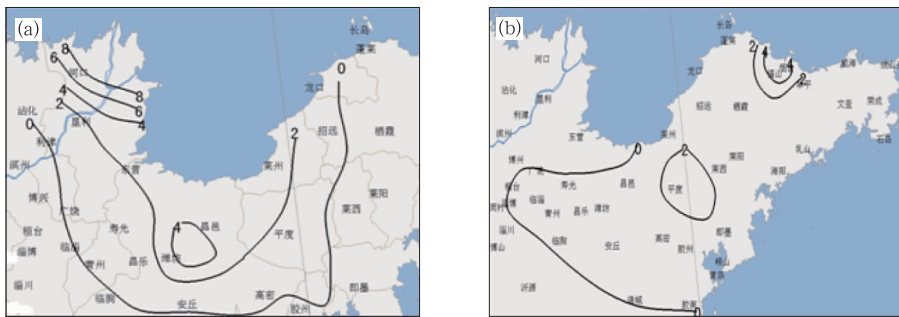 (a)
长岛
蓬莱
8
6
河口
0
龙口
4
8
2
6
沾化
0
垦利
4
利津
2
招远
栖霞
滨州
东营
莱州
博兴
广饶
寿光
4
昌邑
平度
莱西
莱阳
桓台
淄博
临淄
青州
昌乐
潍坊
淄川
临朐
安丘
高密
胶州
即墨
(b)
长岛
蓬莱
2
4
河口
龙口
福山
4
威海
2
牟平
沾化
招远
栖霞
文登
荣成
垦利
利津
滨州
东营
莱州
石岛
0
2
乳山
博兴
广饶
莱阳
莱西
海阳
桓台
寿光
昌邑
平度
周村
淄博
临淄
青州
昌乐
潍坊
淄川
博山
临朐
安丘
高密
胶州
即墨
崂山
青岛
沂源
诸城
胶南
0